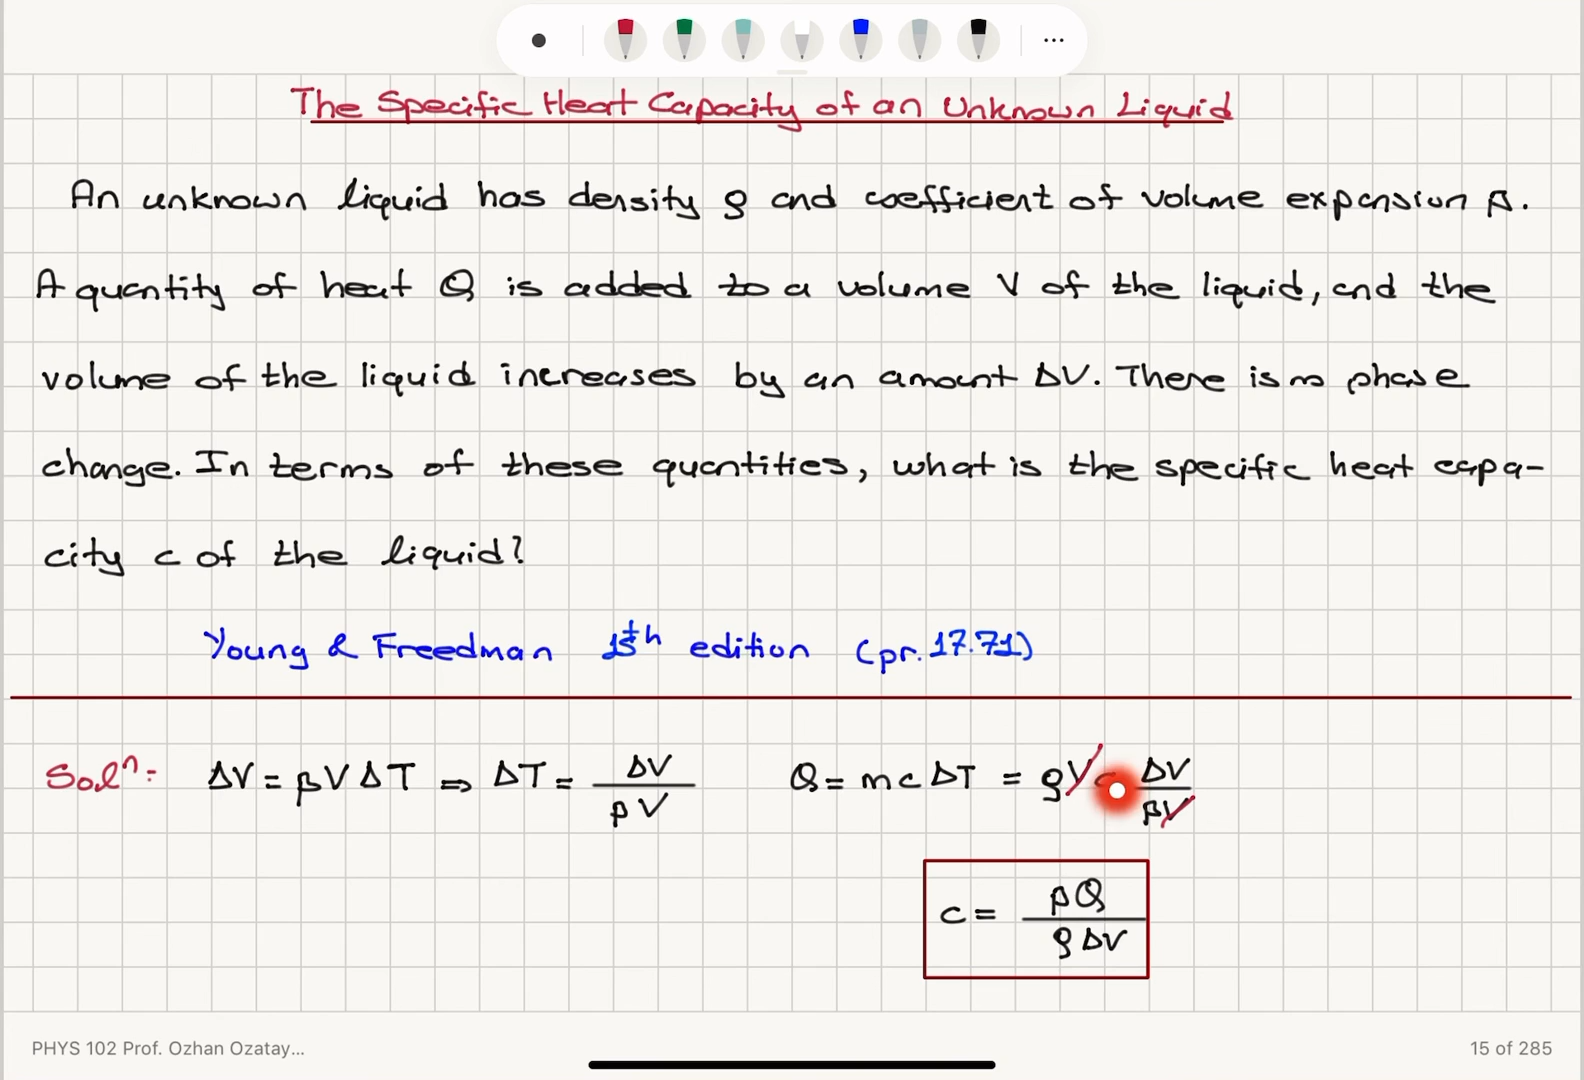 The Specific Heat Capacity of an Unknown Liquid
An unknown liquid has density ρ and coefficient of volume expansion β.
A quantity of heat Q is added to a volume V of the liquid, and the
volume of the liquid increases by an amount ΔV. There is no phase
change. In terms of these quantities, what is the specific heat capa-
city c of the liquid?
Young & Freedman 15th edition (pr. 17.71)
Solⁿ: ΔV = βVΔT ⇒ ΔT = ΔV / βV Q = mcΔT = ρVc ΔV / βV
c = βQ / ρΔV
PHYS 102 Prof. Ozhan Ozatay...
15 of 285